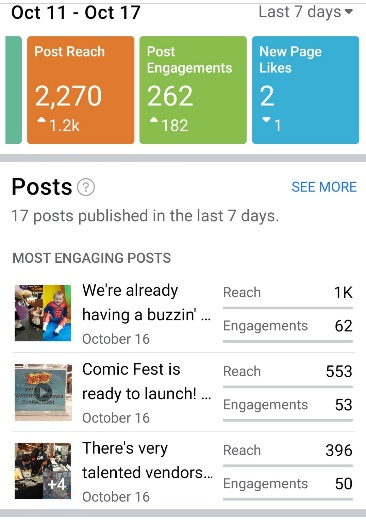 Oct 11 - Oct 17 Last 7 days
Post Reach
2,270
1.2k
Post
Engagements
262
182
New Page
Likes
2
1
Posts ? SEE MORE
17 posts published in the last 7 days.
MOST ENGAGING POSTS
We're already
having a buzzin' ...
October 16
Reach 1K
Engagements 62
Comic Fest is
ready to launch! ...
October 16
Reach 553
Engagements 53
There's very
talented vendors...
October 16
+4
Reach 396
Engagements 50